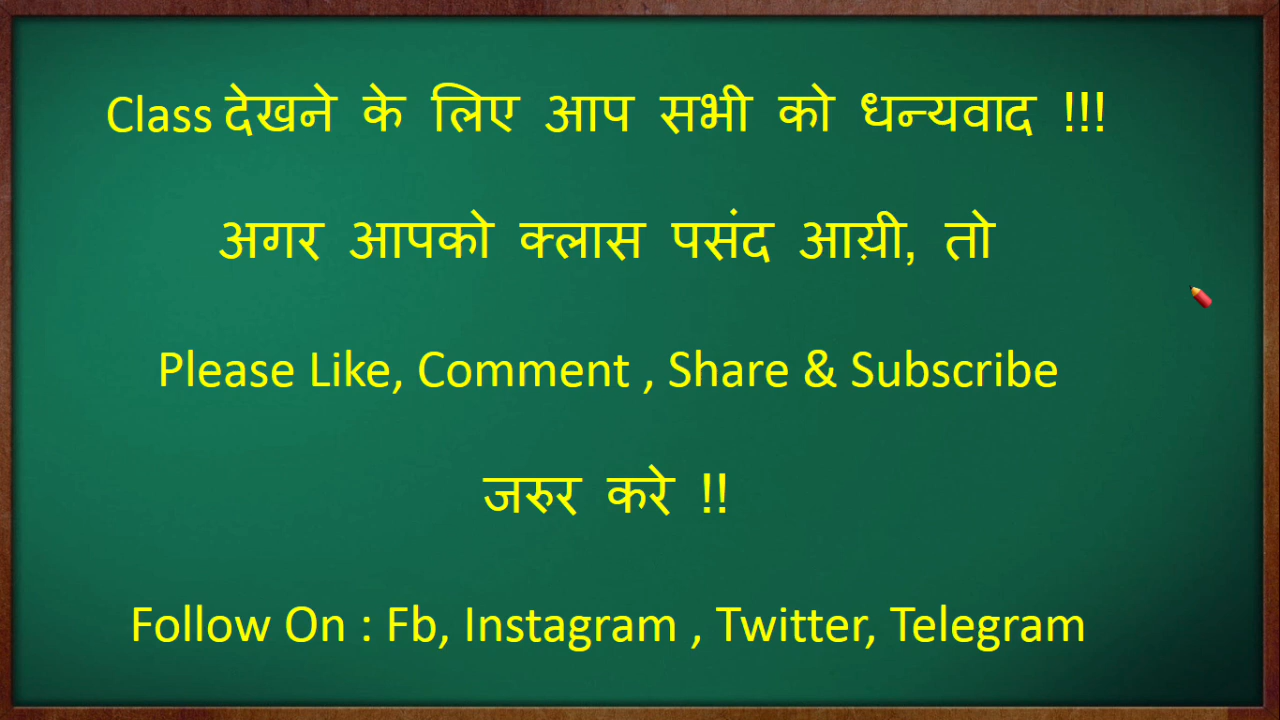 Class देखने के लिए आप सभी को धन्यवाद !!!
अगर आपको क्लास पसंद आय़ी, तो
Please Like, Comment , Share & Subscribe
जरुर करे !!
Follow On : Fb, Instagram , Twitter, Telegram